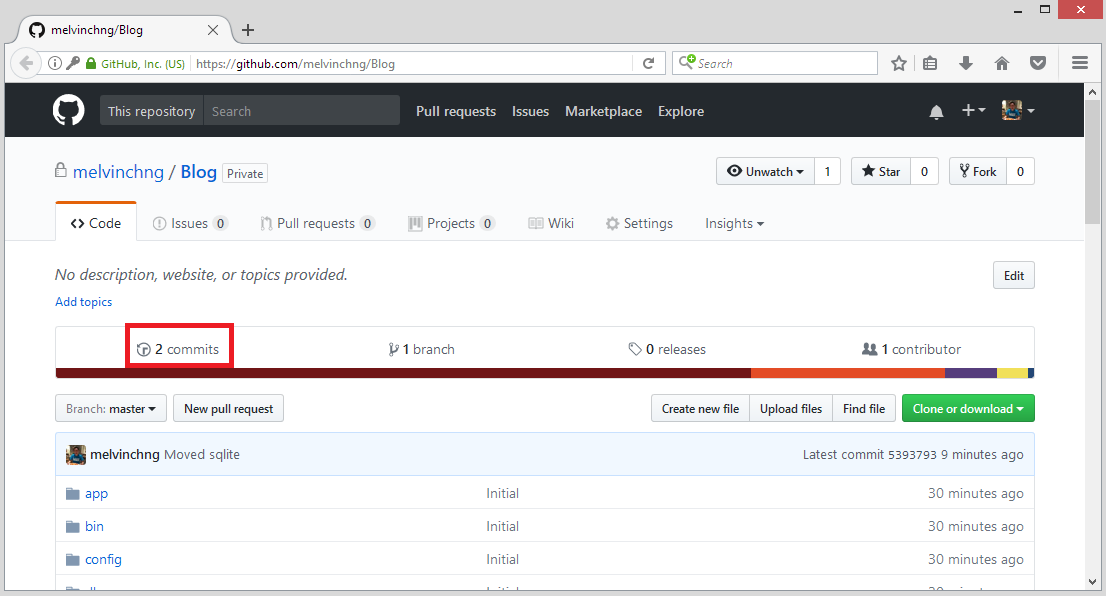 melvinchng/Blog
GitHub, Inc. (US) https://github.com/melvinchng/Blog Search
This repository Search Pull requests Issues Marketplace Explore
melvinchng / Blog Private Unwatch 1 Star 0 Fork 0
Code Issues 0 Pull requests 0 Projects 0 Wiki Settings Insights
No description, website, or topics provided. Edit
Add topics
2 commits 1 branch 0 releases 1 contributor
Branch: master New pull request Create new file Upload files Find file Clone or download
melvinchng Moved sqlite Latest commit 5393793 9 minutes ago
app Initial 30 minutes ago
bin Initial 30 minutes ago
config Initial 30 minutes ago